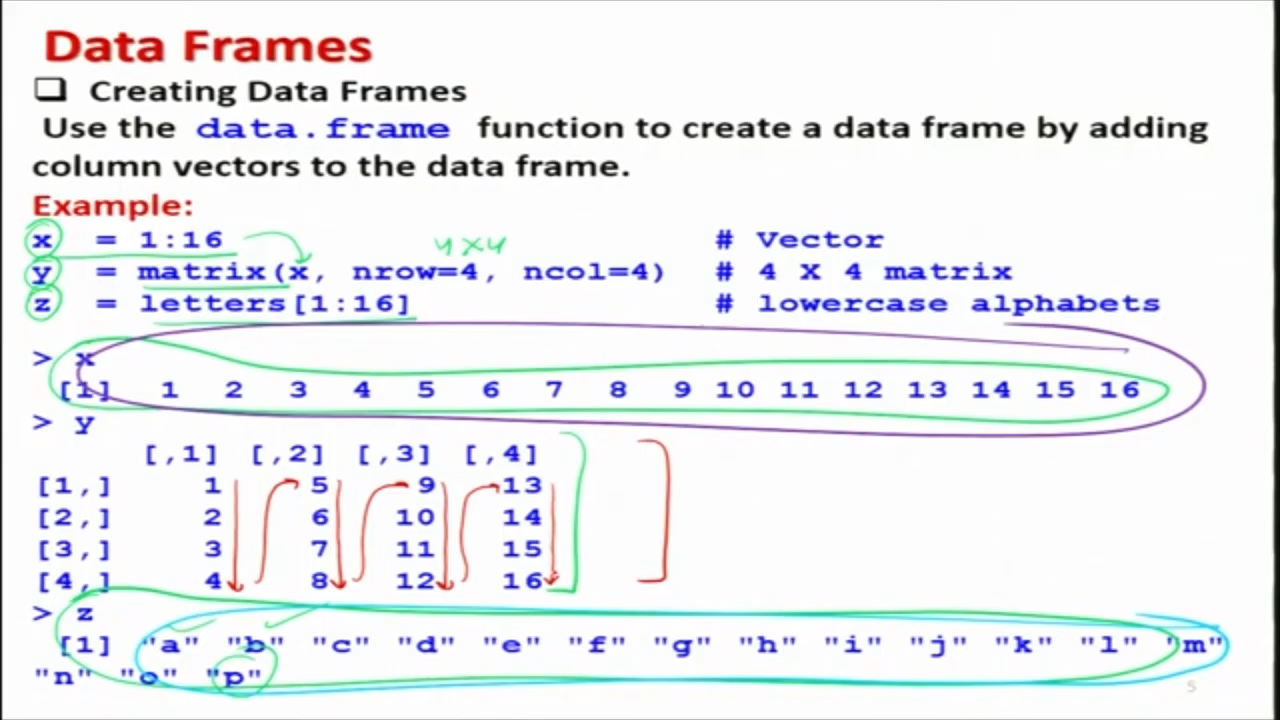 Data Frames
❑ Creating Data Frames
Use the data.frame function to create a data frame by adding
column vectors to the data frame.
Example:
x = 1:16 # Vector
4 X 4
y = matrix(x, nrow=4, ncol=4) # 4 X 4 matrix
z = letters[1:16] # lowercase alphabets
> x
[1] 1 2 3 4 5 6 7 8 9 10 11 12 13 14 15 16
> y
[,1] [,2] [,3] [,4]
[1,] 1 5 9 13
[2,] 2 6 10 14
[3,] 3 7 11 15
[4,] 4 8 12 16
> z
[1] "a" "b" "c" "d" "e" "f" "g" "h" "i" "j" "k" "l" "m"
"n" "o" "p"
5